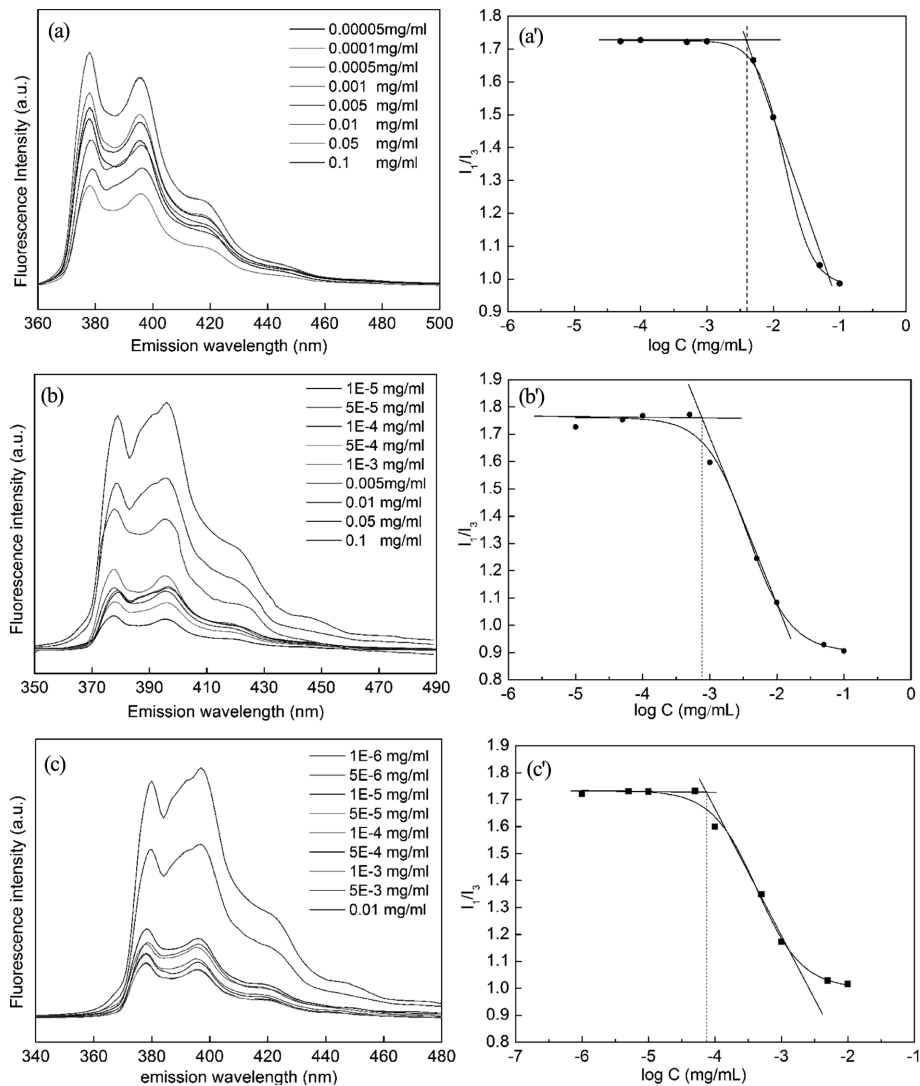 (a)
0.00005mg/ml
0.0001mg/ml
0.0005mg/ml
0.001 mg/ml
0.005 mg/ml
0.01 mg/ml
0.05 mg/ml
0.1 mg/ml
Fluorescence Intensity (a.u.)
360 380 400 420 440 460 480 500
Emission wavelength (nm)
(a')
1.8
1.7
1.6
1.5
1.4
1.3
1.2
1.1
1.0
0.9
I₁/I₃
-6 -5 -4 -3 -2 -1 0
log C (mg/mL)
(b)
1E-5 mg/ml
5E-5 mg/ml
1E-4 mg/ml
5E-4 mg/ml
1E-3 mg/ml
0.005mg/ml
0.01 mg/ml
0.05 mg/ml
0.1 mg/ml
Fluorescence intensity (a.u.)
350 370 390 410 430 450 470 490
Emission wavelength (nm)
(b')
1.9
1.8
1.7
1.6
1.5
1.4
1.3
1.2
1.1
1.0
0.9
0.8
I₁/I₃
-6 -5 -4 -3 -2 -1 0
log C (mg/mL)
(c)
1E-6 mg/ml
5E-6 mg/ml
1E-5 mg/ml
5E-5 mg/ml
1E-4 mg/ml
5E-4 mg/ml
1E-3 mg/ml
5E-3 mg/ml
0.01 mg/ml
Fluorescence intensity (a.u.)
340 360 380 400 420 440 460 480
emission wavelength (nm)
(c')
1.9
1.8
1.7
1.6
1.5
1.4
1.3
1.2
1.1
1.0
0.9
0.8
I₁/I₃
-7 -6 -5 -4 -3 -2 -1
log C (mg/mL)